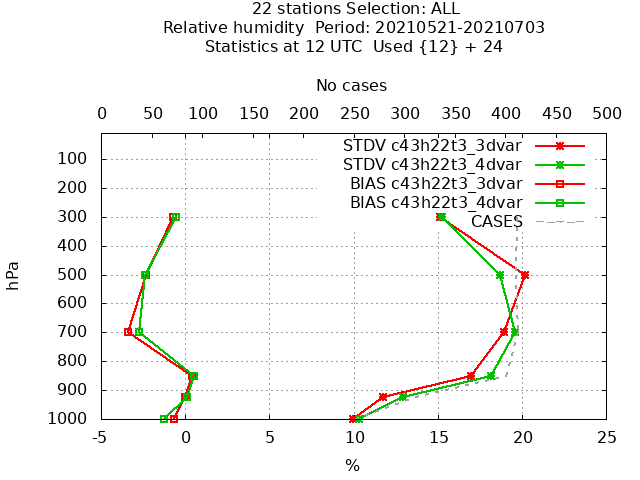 22 stations Selection: ALL
Relative humidity  Period: 20210521-20210703
Statistics at 12 UTC  Used {12} + 24
No cases
0 50 100 150 200 250 300 350 400 450 500
STDV c43h22t3_3dvar
STDV c43h22t3_4dvar
BIAS c43h22t3_3dvar
BIAS c43h22t3_4dvar
CASES
hPa
100
200
300
400
500
600
700
800
900
1000
-5 0 5 10 15 20 25
%